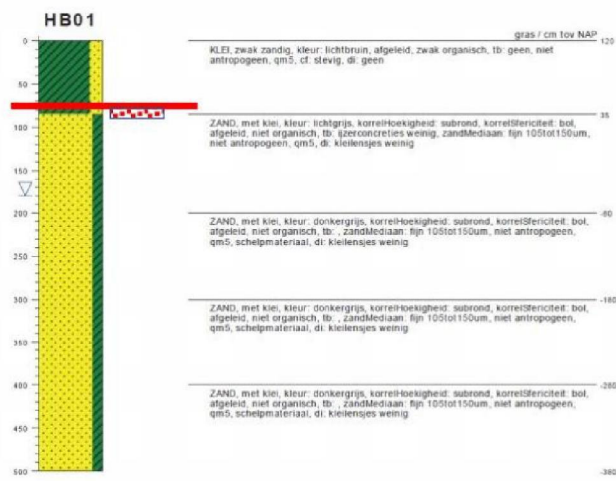 HB01
gras / cm tov NAP
0
120
KLEI, zwak zandig, kleur: lichtbruin, afgeleid, zwak organisch, tb: geen, niet
antropogeen, qm5, cf: stevig, di: geen
50
35
ZAND, met klei, kleur: lichtgrijs, korrelHoekigheid: subrond, korrelSfericiteit: bol,
afgeleid, niet organisch, tb: ijzerconcreties weinig, zandMediaan: fijn 105tot150um,
niet antropogeen, qm5, di: kleilensjes weinig
100
150
200
-80
ZAND, met klei, kleur: donkergrijs, korrelHoekigheid: subrond, korrelSfericiteit: bol,
afgeleid, niet organisch, tb: , zandMediaan: fijn 105tot150um, niet antropogeen,
qm5, schelpmateriaal, di: kleilensjes weinig
250
300
-180
ZAND, met klei, kleur: donkergrijs, korrelHoekigheid: subrond, korrelSfericiteit: bol,
afgeleid, niet organisch, tb: , zandMediaan: fijn 105tot150um, niet antropogeen,
qm5, schelpmateriaal, di: kleilensjes weinig
350
400
-280
ZAND, met klei, kleur: donkergrijs, korrelHoekigheid: subrond, korrelSfericiteit: bol,
afgeleid, niet organisch, tb: , zandMediaan: fijn 105tot150um, niet antropogeen,
qm5, schelpmateriaal, di: kleilensjes weinig
450
500
-380